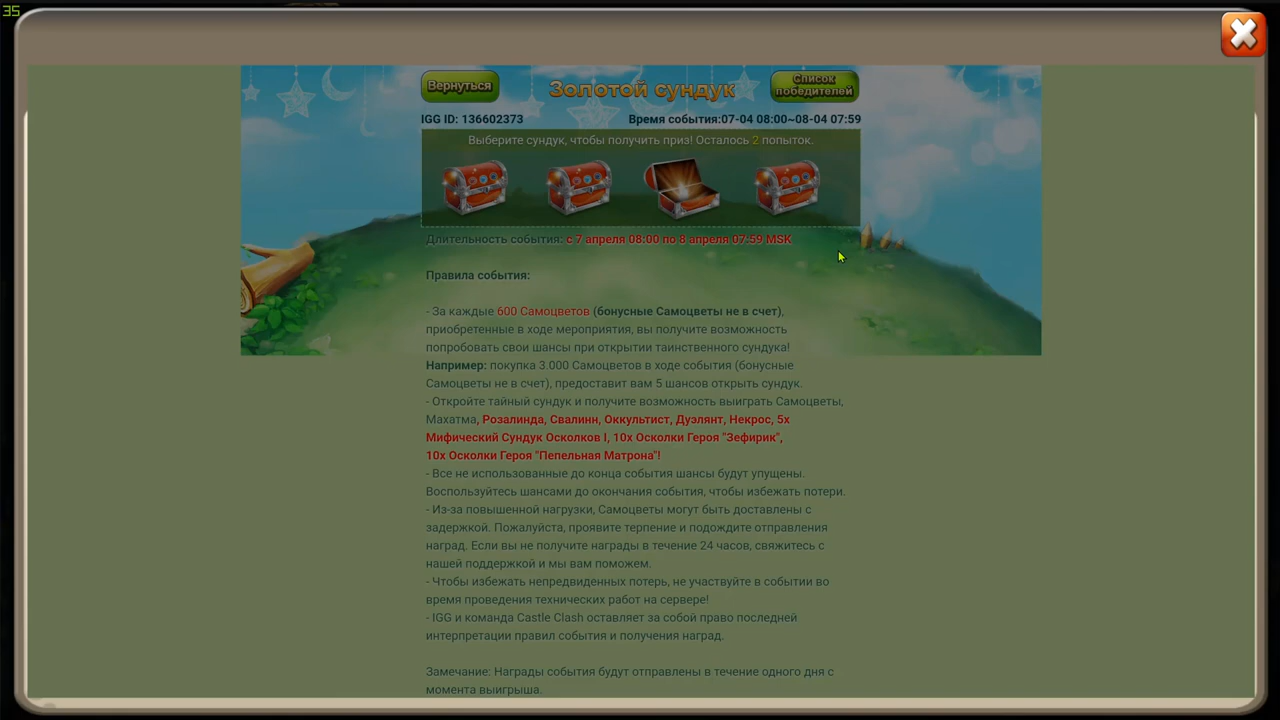 35
Вернуться
Золотой сундук
Список
победителей
IGG ID: 136602373
Время события:07-04 08:00~08-04 07:59
Выберите сундук, чтобы получить приз! Осталось 2 попыток.
Длительность события: с 7 апреля 08:00 по 8 апреля 07:59 MSK
Правила события:
- За каждые 600 Самоцветов (бонусные Самоцветы не в счет),
приобретенные в ходе мероприятия, вы получите возможность
попробовать свои шансы при открытии таинственного сундука!
Например: покупка 3.000 Самоцветов в ходе события (бонусные
Самоцветы не в счет), предоставит вам 5 шансов открыть сундук.
- Откройте тайный сундук и получите возможность выиграть Самоцветы,
Махатма, Розалинда, Свалинн, Оккультист, Дуэлянт, Некрос, 5x
Мифический Сундук Осколков I, 10x Осколки Героя "Зефирик",
10x Осколки Героя "Пепельная Матрона"!
- Все не использованные до конца события шансы будут упущены.
Воспользуйтесь шансами до окончания события, чтобы избежать потери.
- Из-за повышенной нагрузки, Самоцветы могут быть доставлены с
задержкой. Пожалуйста, проявите терпение и подождите отправления
наград. Если вы не получите награды в течение 24 часов, свяжитесь с
нашей поддержкой и мы вам поможем.
- Чтобы избежать непредвиденных потерь, не участвуйте в событии во
время проведения технических работ на сервере!
- IGG и команда Castle Clash оставляет за собой право последней
интерпретации правил события и получения наград.
Замечание: Награды события будут отправлены в течение одного дня с
момента выигрыша.